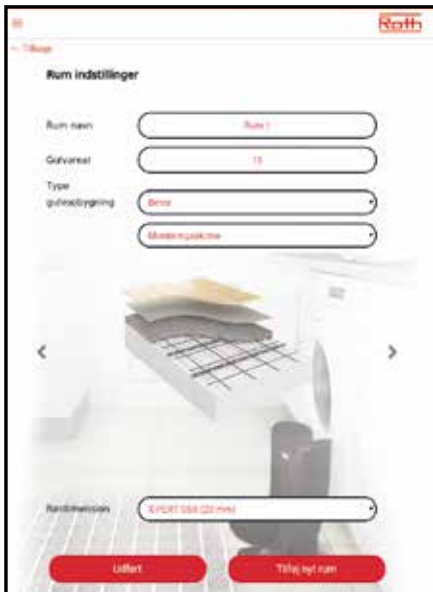 Roth
Tilbage
Rum indstillinger
Rum navn
Rum 1
Gulvareal
Type
gulvopbygning
Beton
Rørdimension
X-PERT S5® (20 mm)
Udført
Tilføj nyt rum